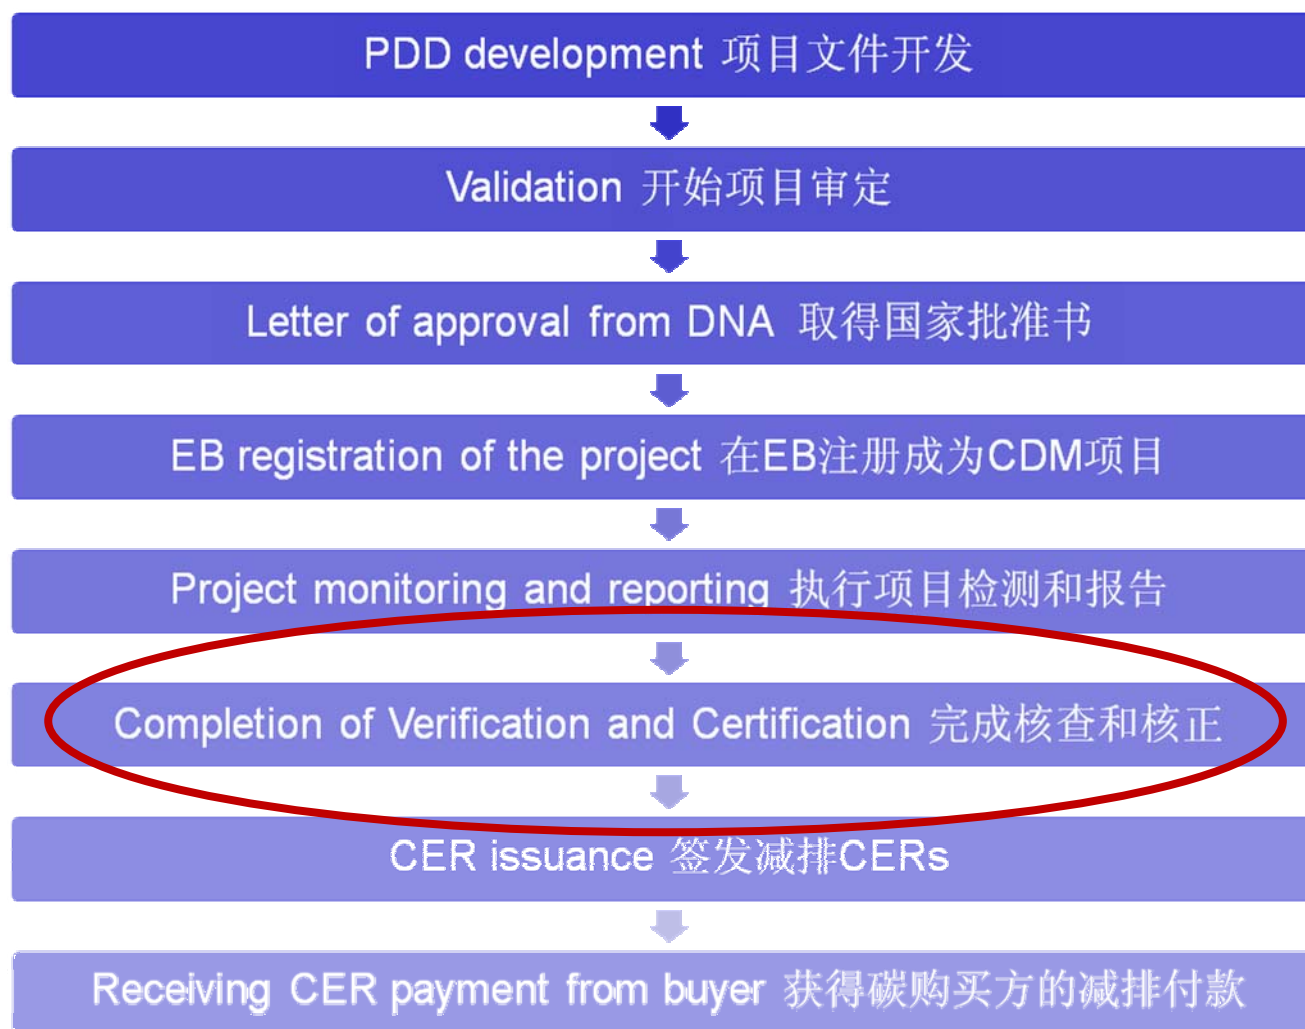 PDD development 项目文件开发
Validation 开始项目审定
Letter of approval from DNA 取得国家批准书
EB registration of the project 在EB注册成为CDM项目
Project monitoring and reporting 执行项目检测和报告
Completion of Verification and Certification 完成核查和核正
CER issuance 签发减排CERs
Receiving CER payment from buyer 获得碳购买方的减排付款